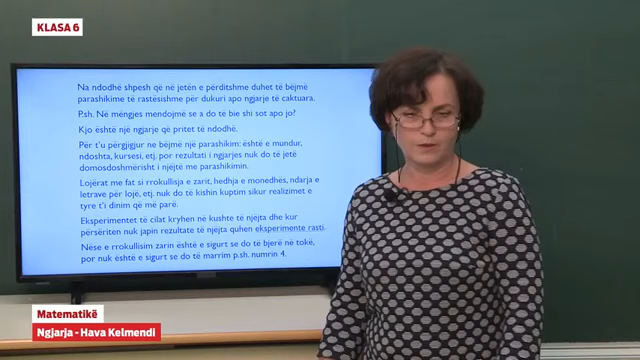 KLASA 6
Na ndodhë shpesh që në jetën e përditshme duhet të bëjmë
parashikime të rastësishme për dukuri apo ngjarje të caktuara.
P.sh. Në mëngjes mendojmë se a do të bie shi sot apo jo?
Kjo është një ngjarje që pritet të ndodhë.
Për t'u përgjigjur ne bëjmë një parashikim: është e mundur,
ndoshta, kursesi, etj. por rezultati i ngjarjes nuk do të jetë
domosdoshmërisht i njëjtë me parashikimin.
Lojërat me fat si rrokullisja e zarit, hedhja e monedhës, ndarja e
letrave për lojë, etj. nuk do të kishin kuptim sikur realizimet e
tyre t'i dinim që më parë.
Eksperimentet të cilat kryhen në kushte të njëjta dhe kur
përsëriten nuk japin rezultate të njëjta quhen eksperimente rasti.
Nëse e rrokullisim zarin është e sigurt se do të bjerë në tokë,
por nuk është e sigurt se do të marrim p.sh. numrin 4.
Matematikë
Ngjarja - Hava Kelmendi